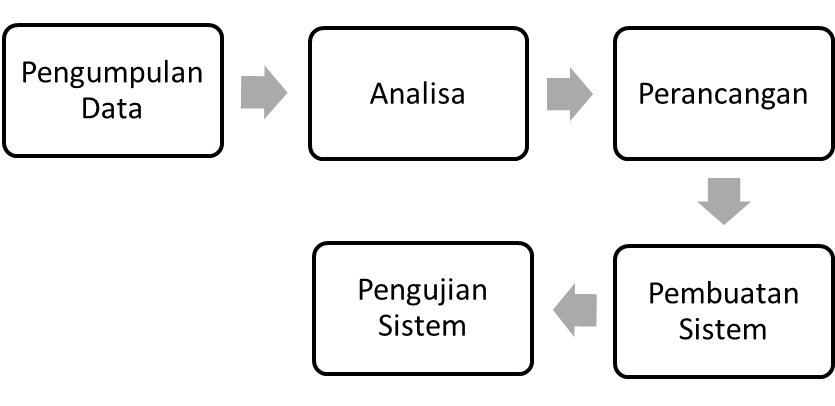 Pengumpulan
Data
Analisa
Perancangan
Pembuatan
Sistem
Pengujian
Sistem